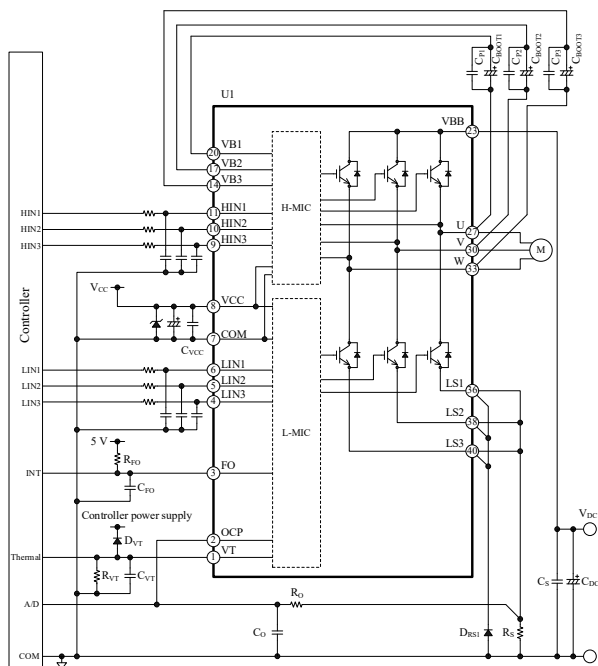 CP1
CBOOT1
CP2
CBOOT2
CP3
CBOOT3
U1
VBB
23
20
VB1
17
VB2
14
VB3
H-MIC
HIN1
11
HIN1
HIN2
10
HIN2
HIN3
9
HIN3
U
27
V
30
M
W
33
VCC
8
VCC
7
COM
CVCC
Controller
LIN1
6
LIN1
LIN2
5
LIN2
LIN3
4
LIN3
LS1
36
LS2
38
LS3
40
L-MIC
5 V
RFO
INT
3
FO
CFO
Controller power supply
DVT
2
OCP
Thermal
1
VT
RVT
CVT
VDC
CS
CDC
A/D
RO
CO
DRS1
RS
COM